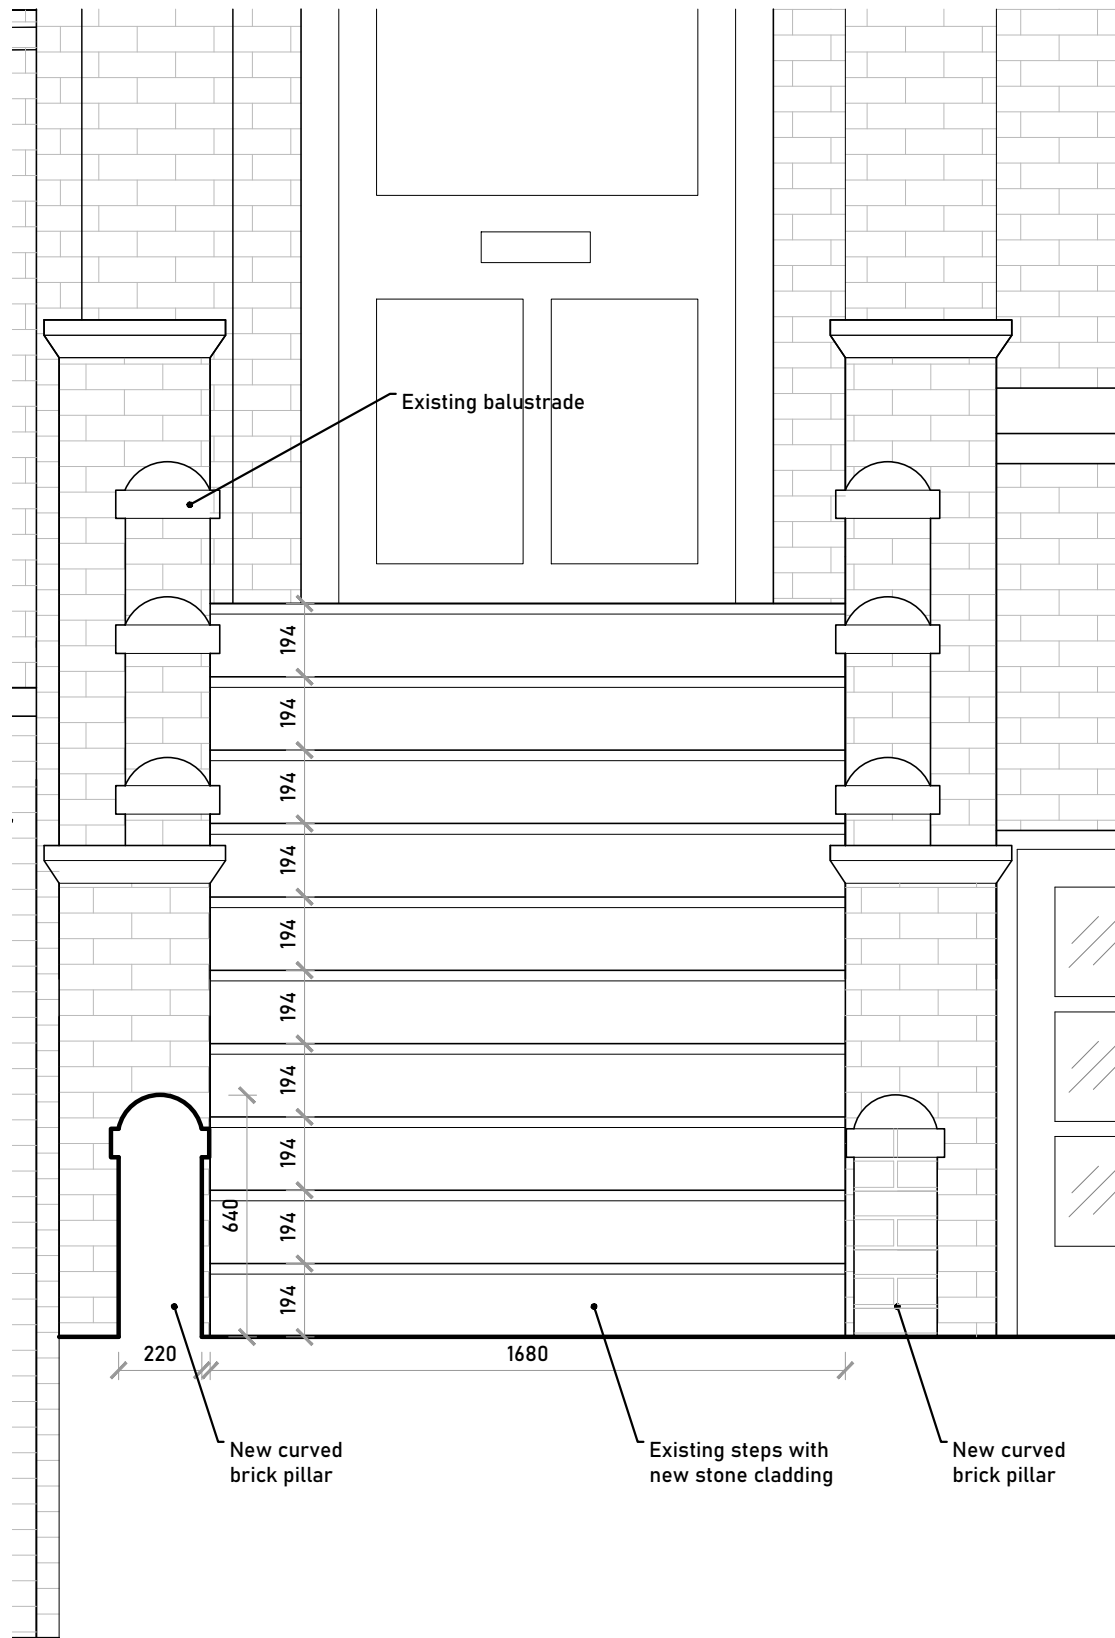 Existing balustrade
194
194
194
194
194
194
194
194
194
194
640
220
1680
New curved
brick pillar
Existing steps with
new stone cladding
New curved
brick pillar